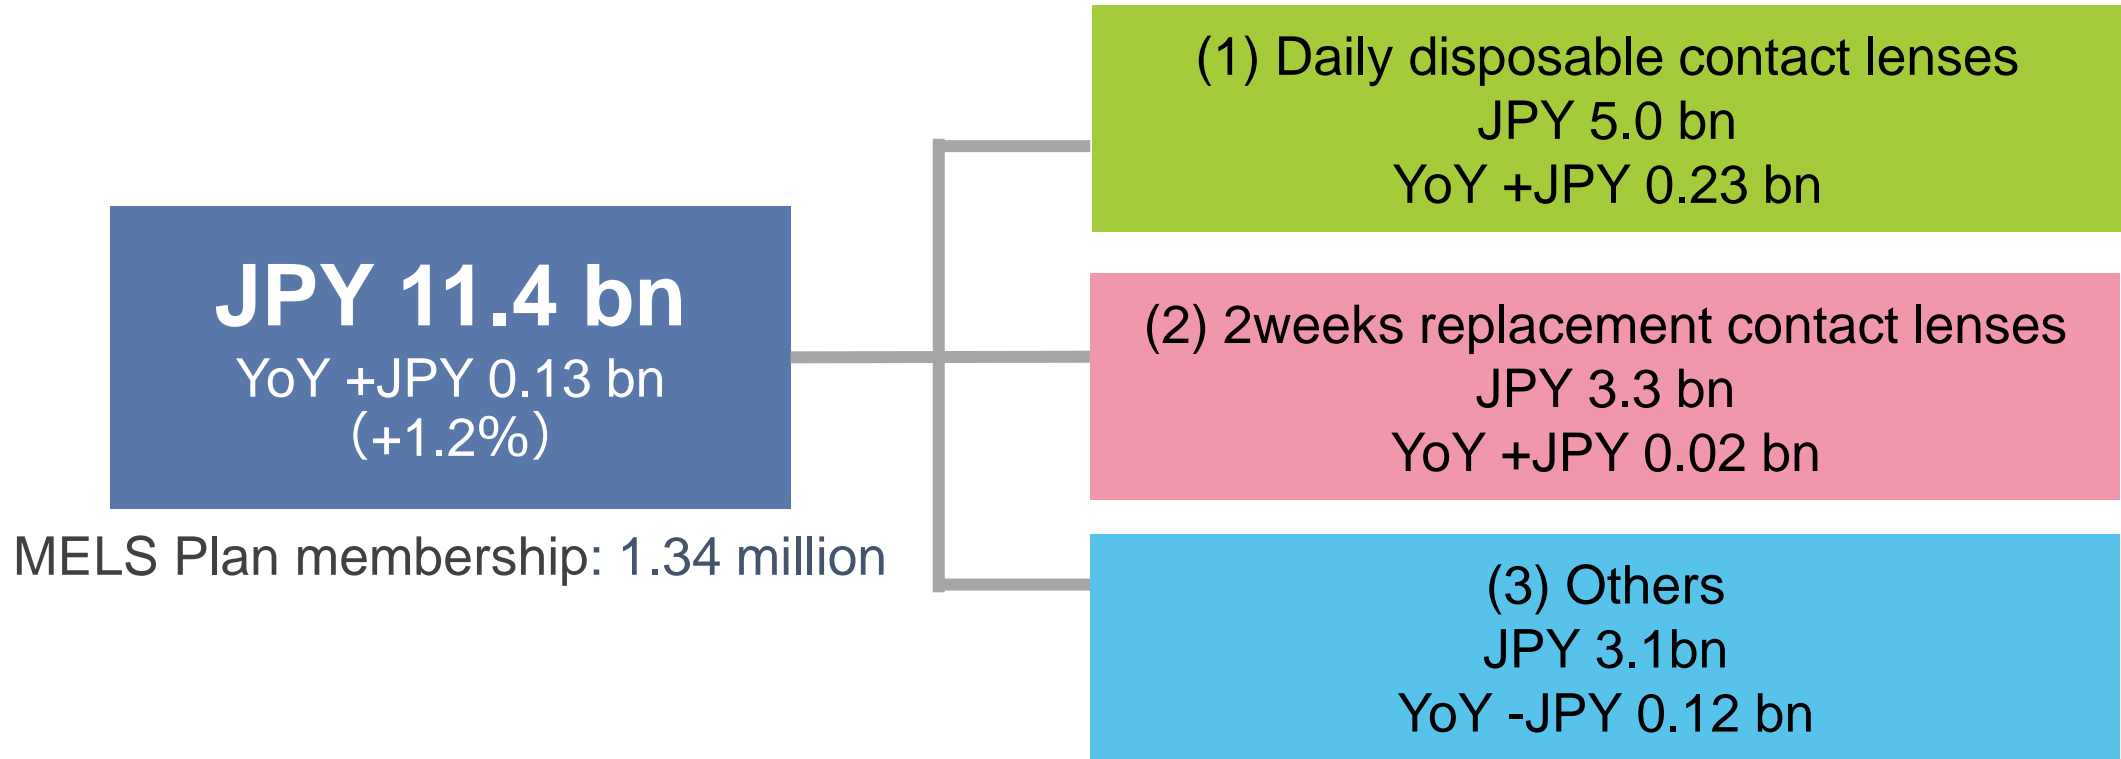 JPY 11.4 bn
YoY +JPY 0.13 bn
（+1.2%）
MELS Plan membership: 1.34 million
(1) Daily disposable contact lenses
JPY 5.0 bn
YoY +JPY 0.23 bn
(2) 2weeks replacement contact lenses
JPY 3.3 bn
YoY +JPY 0.02 bn
(3) Others
JPY 3.1bn
YoY -JPY 0.12 bn